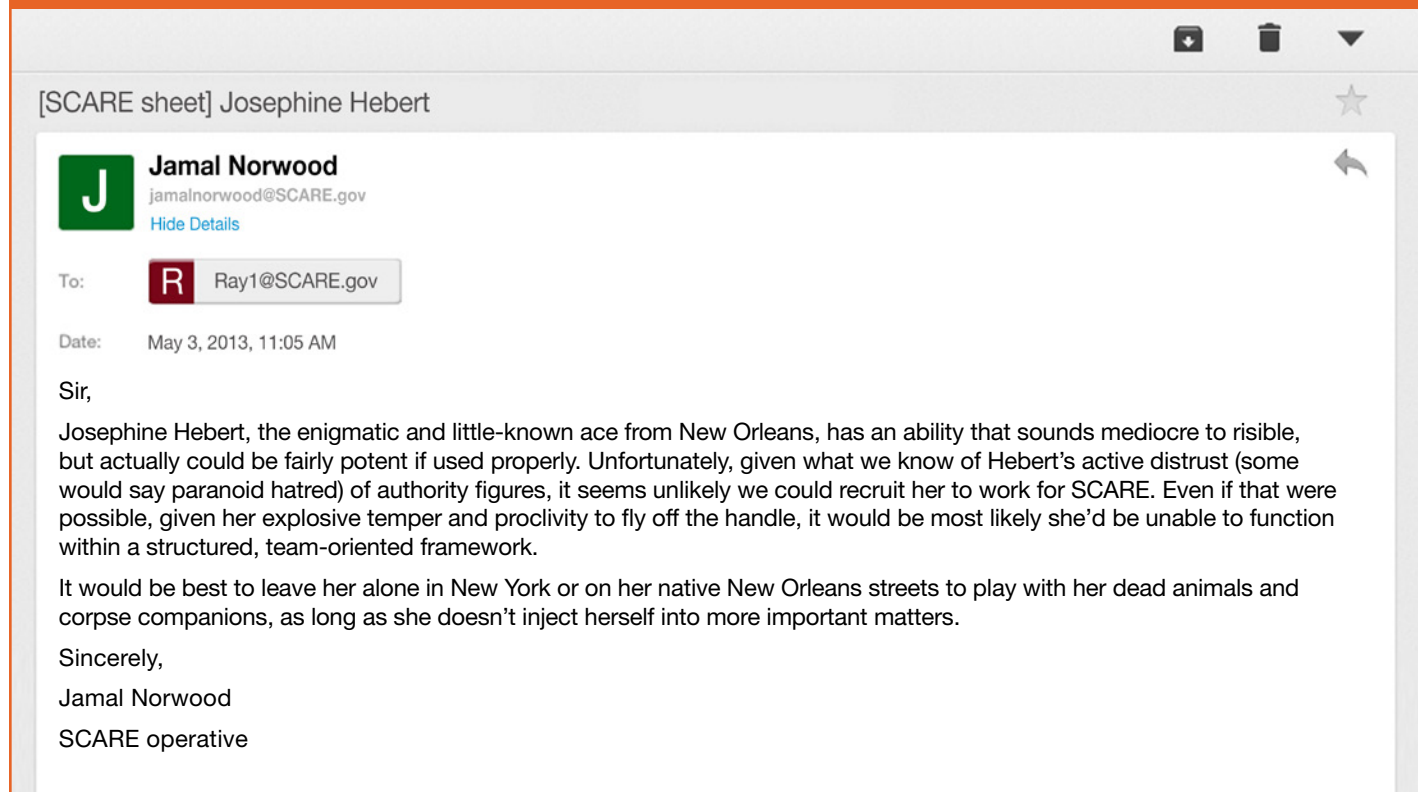 [SCARE sheet] Josephine Hebert
J
Jamal Norwood
jamalnorwood@SCARE.gov
Hide Details
To: R Ray1@SCARE.gov
Date: May 3, 2013, 11:05 AM
Sir,
Josephine Hebert, the enigmatic and little-known ace from New Orleans, has an ability that sounds mediocre to risible,
but actually could be fairly potent if used properly. Unfortunately, given what we know of Hebert’s active distrust (some
would say paranoid hatred) of authority figures, it seems unlikely we could recruit her to work for SCARE. Even if that were
possible, given her explosive temper and proclivity to fly off the handle, it would be most likely she’d be unable to function
within a structured, team-oriented framework.
It would be best to leave her alone in New York or on her native New Orleans streets to play with her dead animals and
corpse companions, as long as she doesn’t inject herself into more important matters.
Sincerely,
Jamal Norwood
SCARE operative